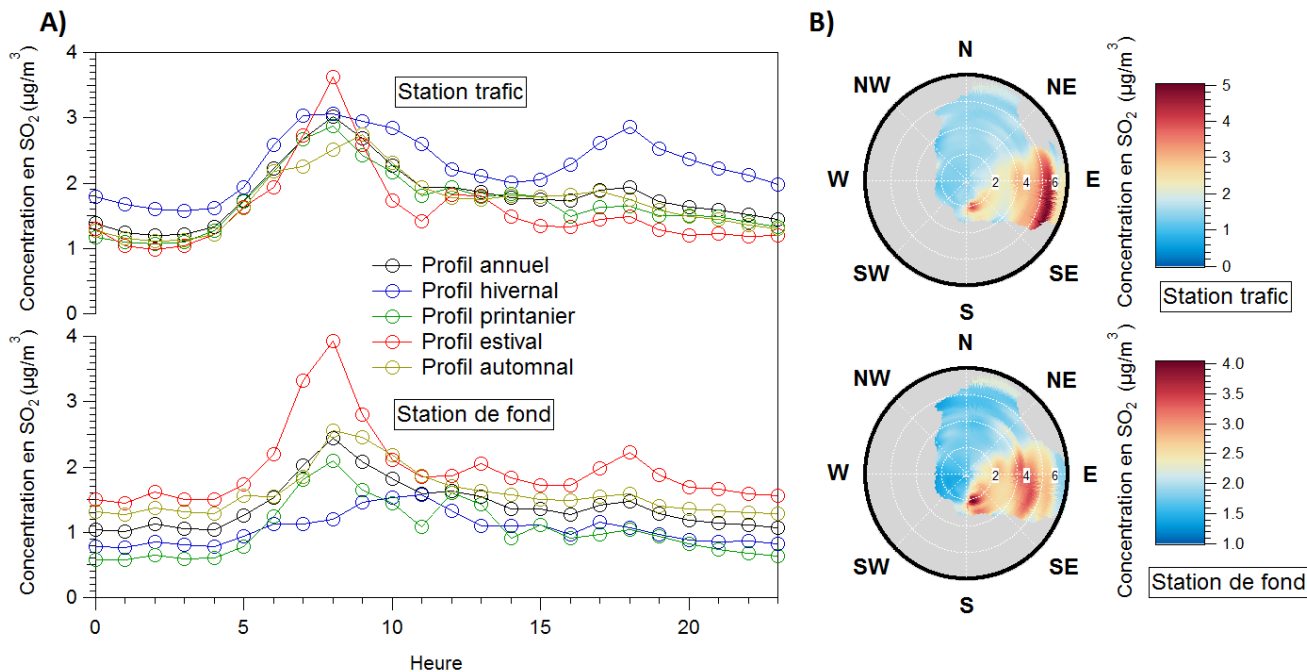 A)
Concentration en SO2 (µg/m3)
4
3
2
1
0
Station trafic
Profil annuel
Profil hivernal
Profil printanier
Profil estival
Profil automnal
Concentration en SO2 (µg/m3)
4
3
2
1
0
Station de fond
0
5
10
15
20
Heure
B)
N
NW
NE
W
2
4
6
E
SW
SE
S
Concentration en SO2 (µg/m3)
5
4
3
2
1
0
Station trafic
N
NW
NE
W
2
4
6
E
SW
SE
S
Concentration en SO2 (µg/m3)
4.0
3.5
3.0
2.5
2.0
1.5
1.0
Station de fond